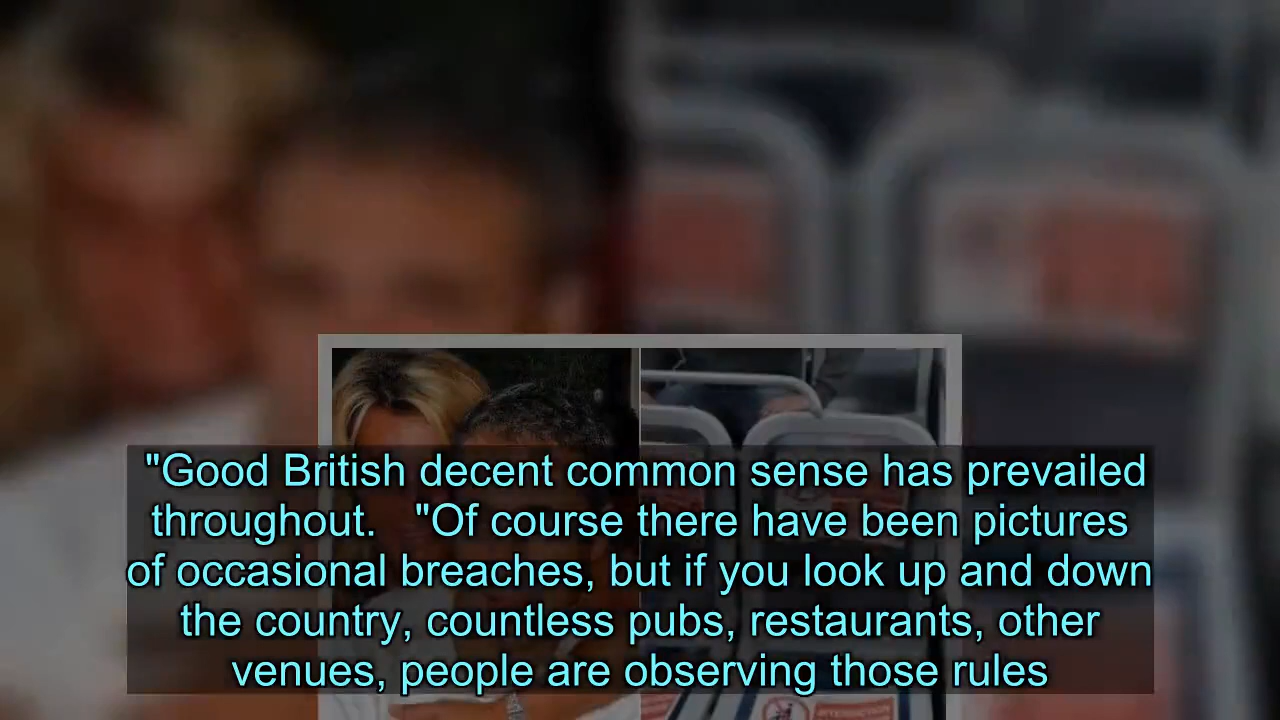 "Good British decent common sense has prevailed
throughout.   "Of course there have been pictures
of occasional breaches, but if you look up and down
the country, countless pubs, restaurants, other
venues, people are observing those rules